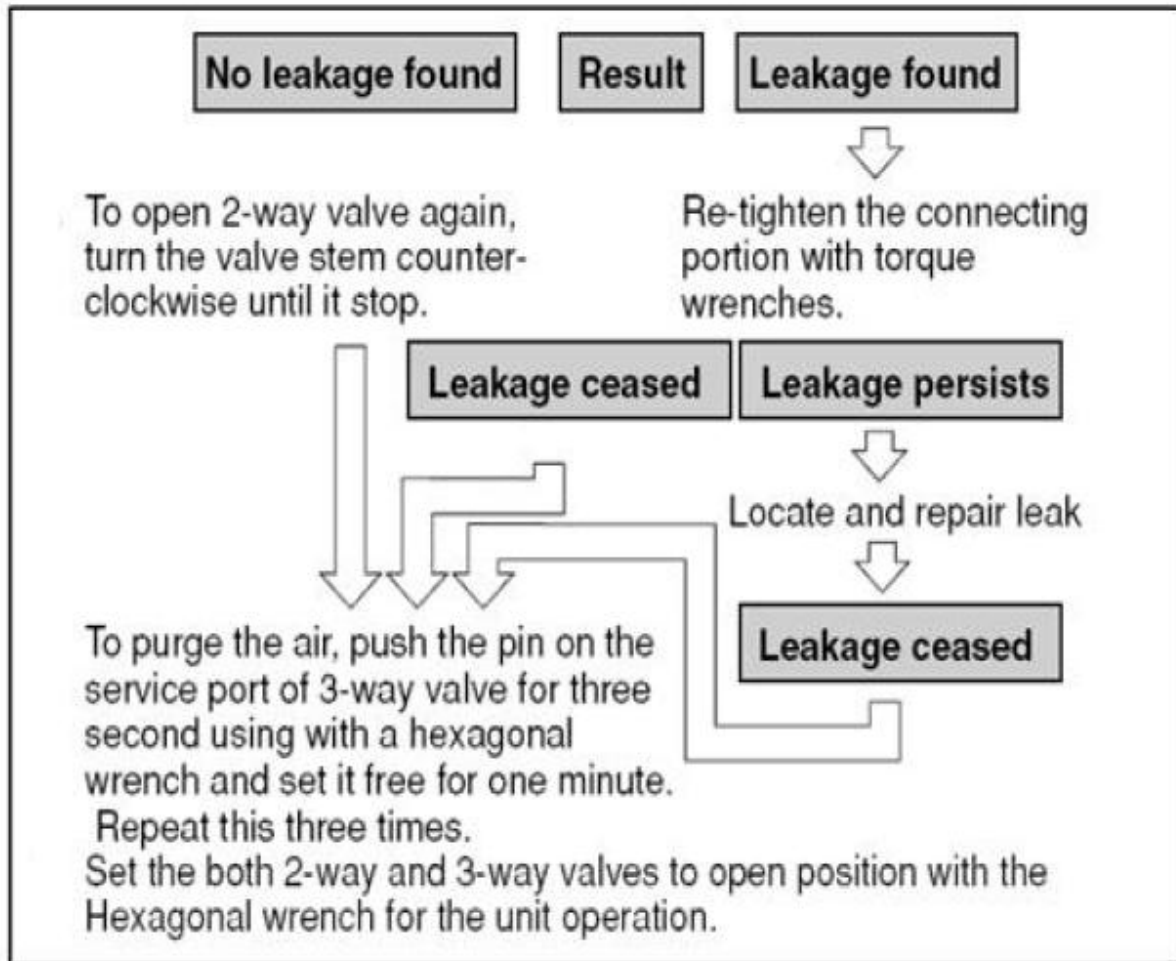 No leakage found
Result
Leakage found
To open 2-way valve again,
turn the valve stem counter-
clockwise until it stop.
Re-tighten the connecting
portion with torque
wrenches.
Leakage ceased
Leakage persists
Locate and repair leak
Leakage ceased
To purge the air, push the pin on the
service port of 3-way valve for three
second using with a hexagonal
wrench and set it free for one minute.
Repeat this three times.
Set the both 2-way and 3-way valves to open position with the
Hexagonal wrench for the unit operation.